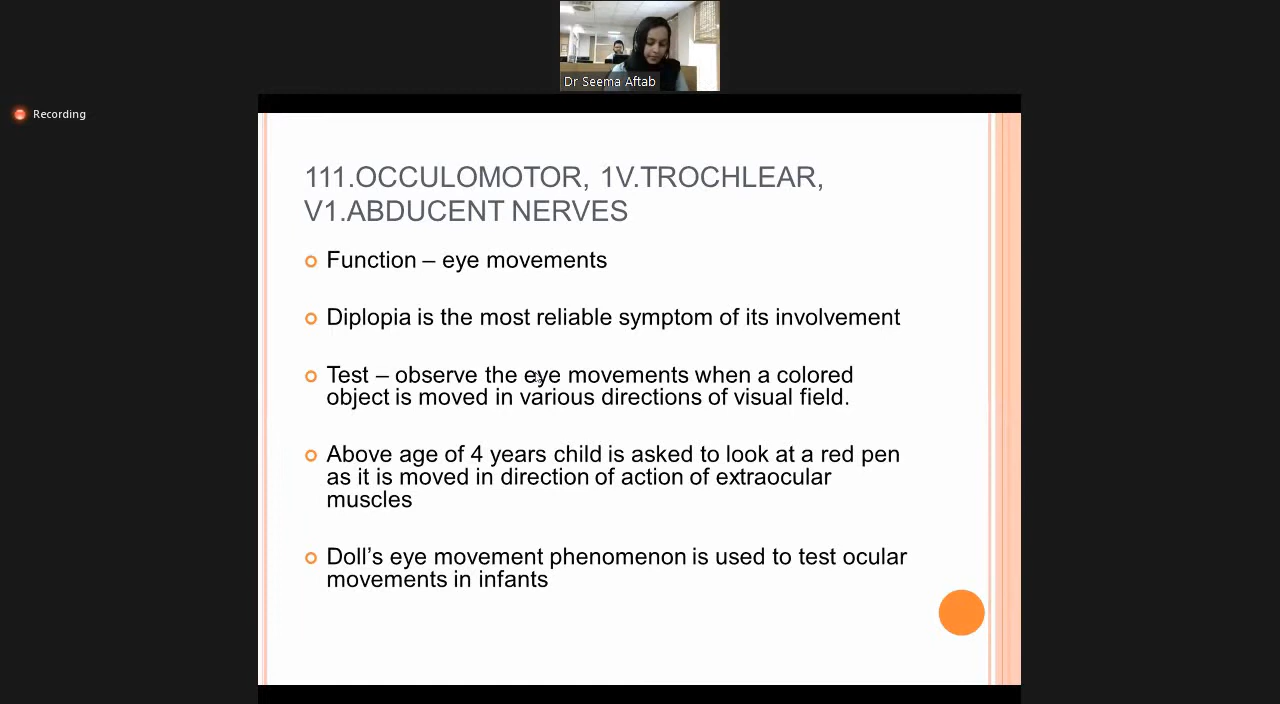 Dr Seema Aftab
Recording
111.OCCULOMOTOR, 1V.TROCHLEAR,
V1.ABDUCENT NERVES
Function – eye movements
Diplopia is the most reliable symptom of its involvement
Test – observe the eye movements when a colored
object is moved in various directions of visual field.
Above age of 4 years child is asked to look at a red pen
as it is moved in direction of action of extraocular
muscles
Doll’s eye movement phenomenon is used to test ocular
movements in infants